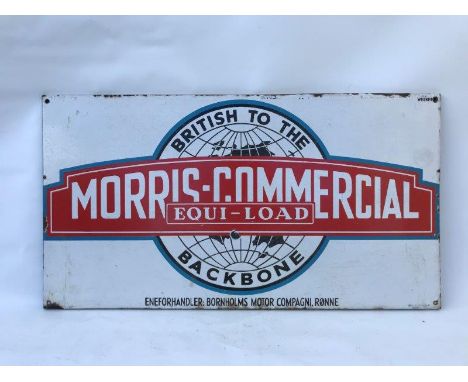 BRITISH TO THE
MORRIS-COMMERCIAL
EQUI-LOAD
BACKBONE
ENEFORHANDLER: BORNHOLMS MOTOR COMPAGNI, RØNNE